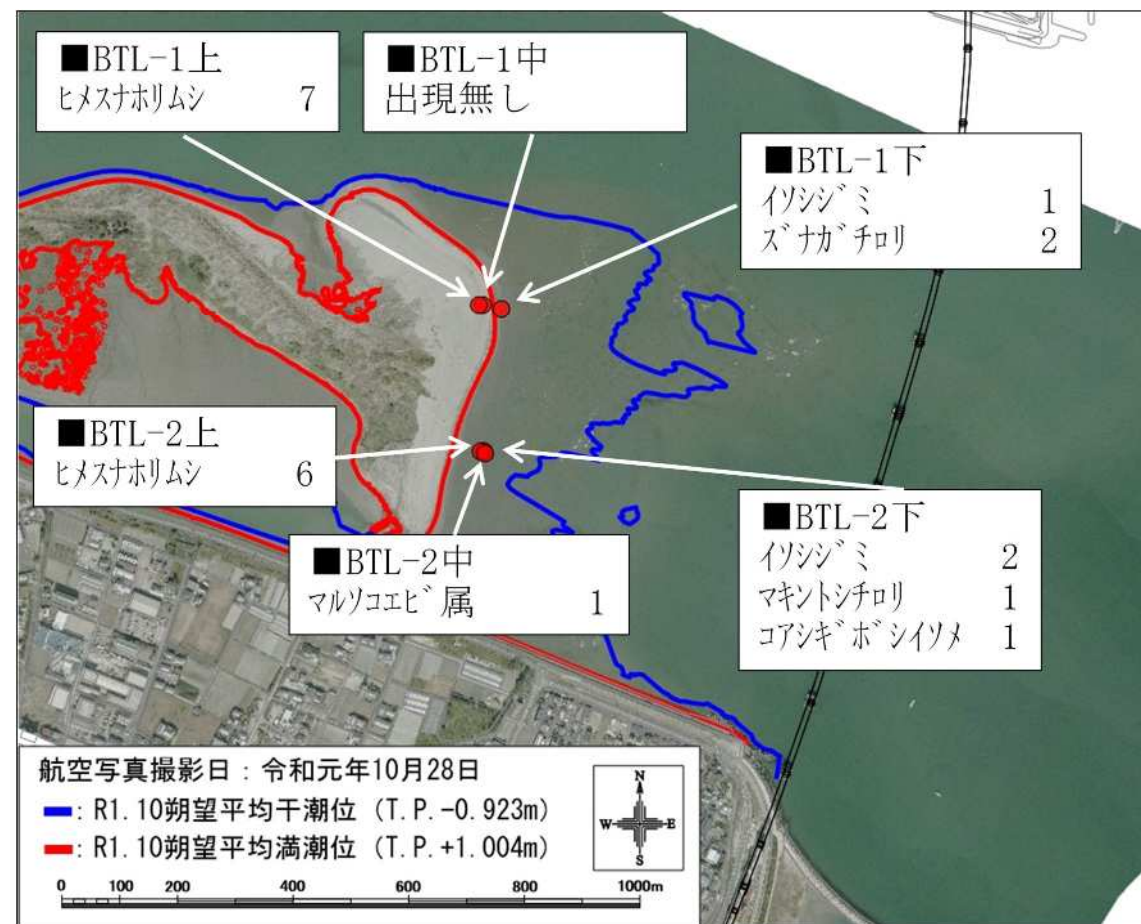 ■BTL-1上
ヒメスナホリムシ 7
■BTL-1中
出現無し
■BTL-1下
イソシジミ 1
ズナガチロリ 2
■BTL-2上
ヒメスナホリムシ 6
■BTL-2中
マルソコエビ属 1
■BTL-2下
イソシジミ 2
マキントシチロリ 1
コアシギボシイソメ 1
航空写真撮影日：令和元年10月28日
：R1.10朔望平均干潮位（T.P.-0.923m）
：R1.10朔望平均満潮位（T.P.+1.004m）
N
W E
S
0 100 200 400 600 800 1000m